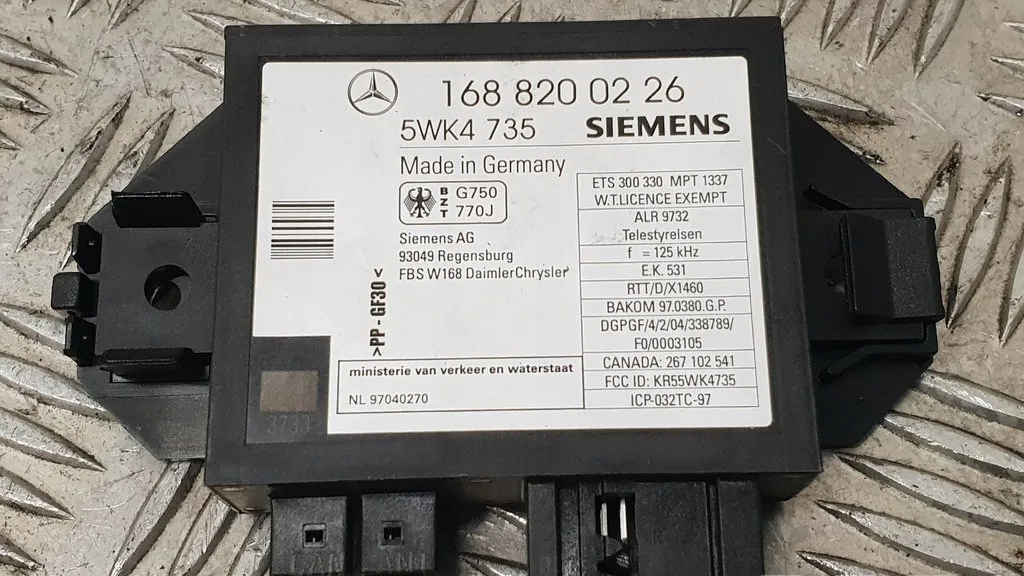 168 820 02 26
5WK4 735 SIEMENS
Made in Germany
BZT G750 770J
Siemens AG
93049 Regensburg
FBS W168 DaimlerChrysler
>PP-GF30<
ETS 300 330 MPT 1337
W.T.LICENCE EXEMPT
ALR 9732
Telestyrelsen
f = 125 kHz
E.K. 531
RTT/D/X1460
BAKOM 97.0380.G.P.
DGPGF/4/2/04/338789/
F0/0003105
CANADA: 267 102 541
FCC ID: KR55WK4735
ICP-032TC-97
ministerie van verkeer en waterstaat
NL 97040270